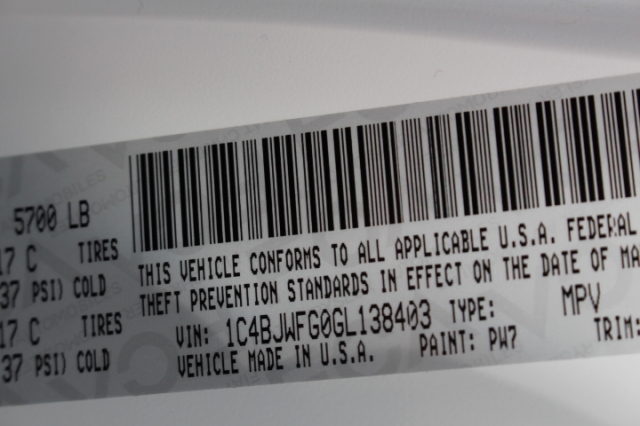 5700 LB
17 C TIRES
37 PSI) COLD
17 C TIRES
37 PSI) COLD
THIS VEHICLE CONFORMS TO ALL APPLICABLE U.S.A. FEDERAL
THEFT PREVENTION STANDARDS IN EFFECT ON THE DATE OF MA
VIN: 1C4BJWFG0GL138403 TYPE: MPV
VEHICLE MADE IN U.S.A. PAINT: PW7 TRIM: